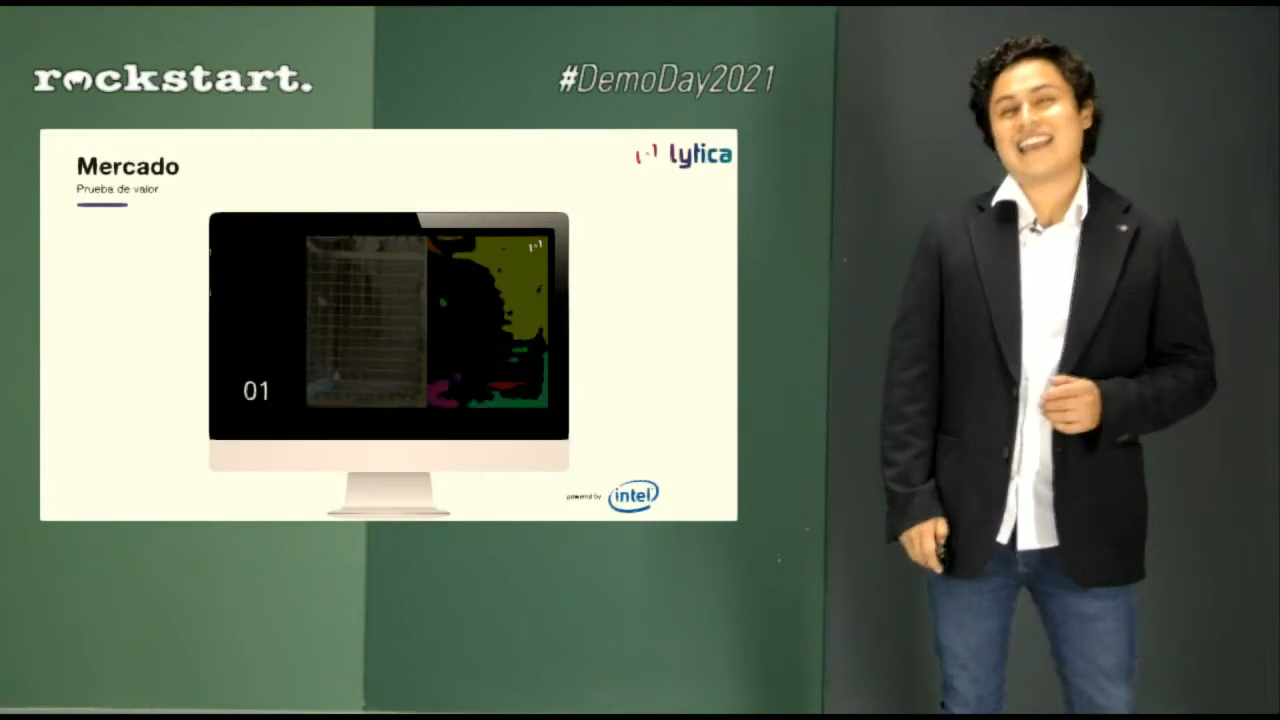 rockstart.
#DemoDay2021
Mercado
Prueba de valor
lytica
01
powered by
intel